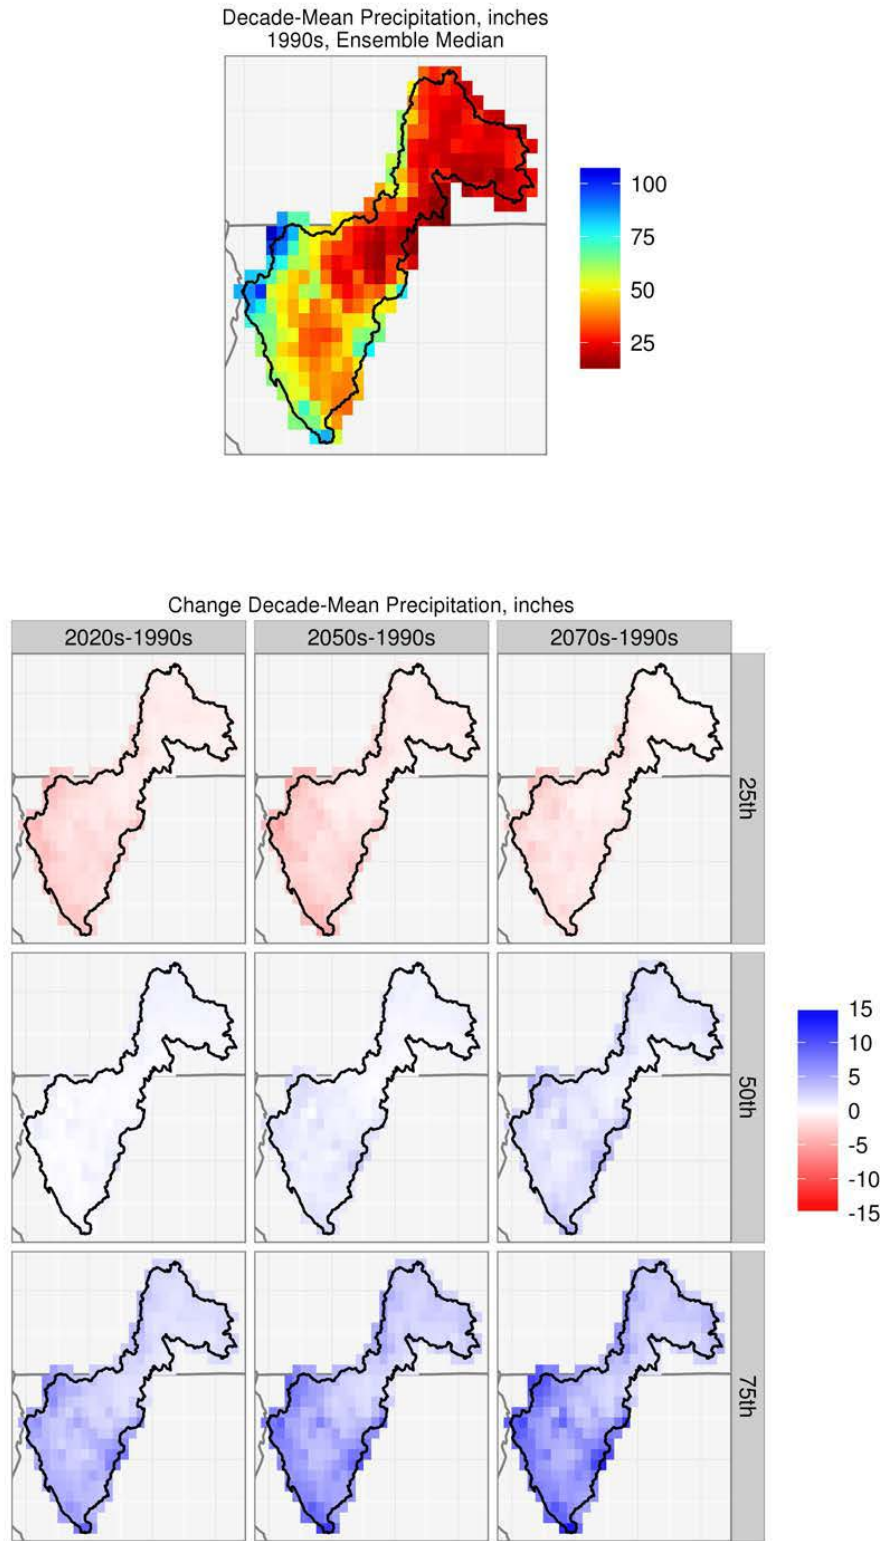 Decade-Mean Precipitation, inches
1990s, Ensemble Median
100
75
50
25
Change Decade-Mean Precipitation, inches
2020s-1990s
2050s-1990s
2070s-1990s
25th
50th
75th
15
10
5
0
-5
-10
-15